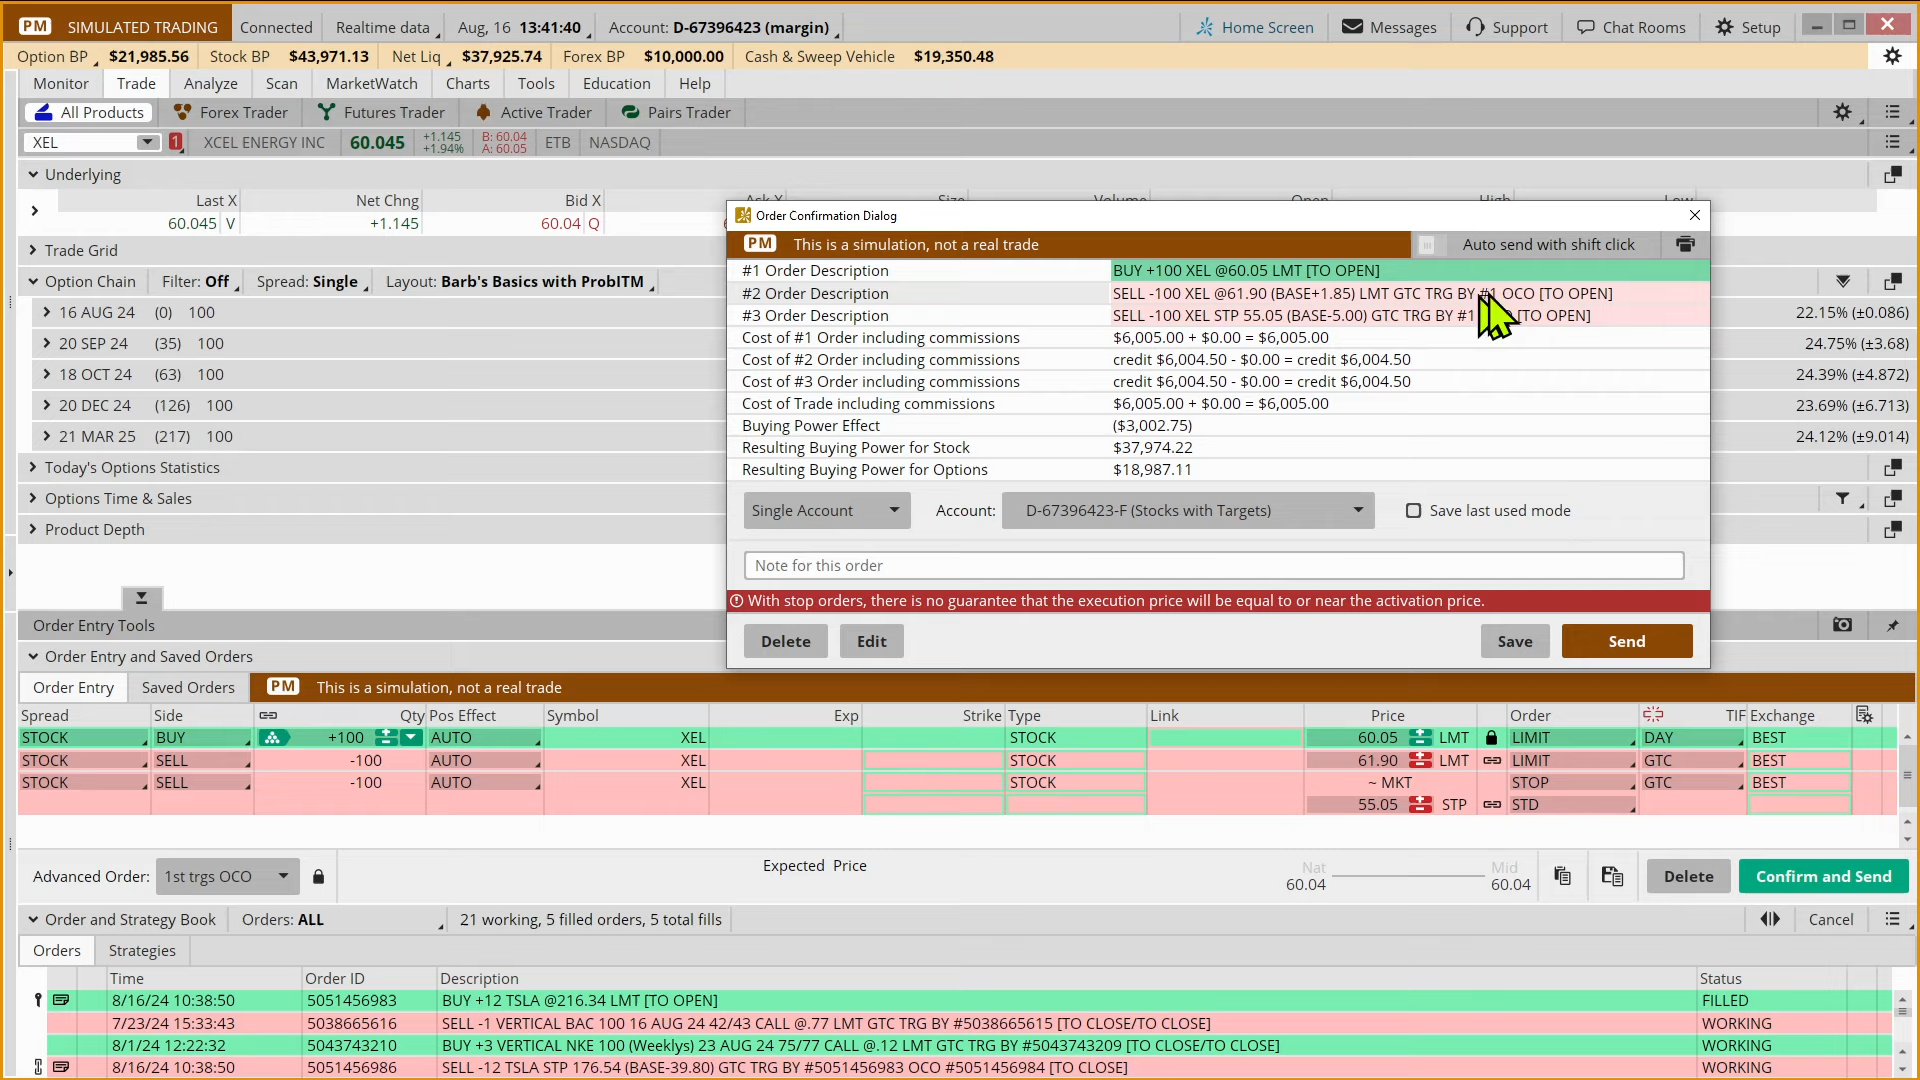 PM SIMULATED TRADING Connected Realtime data Aug, 16 13:41:40 Account: D-67396423 (margin) Home Screen Messages Support Chat Rooms Setup
Option BP $21,985.56 Stock BP $43,971.13 Net Liq $37,925.74 Forex BP $10,000.00 Cash & Sweep Vehicle $19,350.48
Monitor Trade Analyze Scan MarketWatch Charts Tools Education Help
All Products Forex Trader Futures Trader Active Trader Pairs Trader
XEL 1 XCEL ENERGY INC 60.045 +1.145 +1.94% B: 60.04 A: 60.05 ETB NASDAQ
Underlying
Last X Net Chng Bid X Ask X Size Volume Open High Low
60.045 V +1.145 60.04 Q
Trade Grid
Option Chain Filter: Off Spread: Single Layout: Barb's Basics with ProbITM
16 AUG 24 (0) 100 22.15% (±0.086)
20 SEP 24 (35) 100 24.75% (±3.68)
18 OCT 24 (63) 100 24.39% (±4.872)
20 DEC 24 (126) 100 23.69% (±6.713)
21 MAR 25 (217) 100 24.12% (±9.014)
Today's Options Statistics
Options Time & Sales
Product Depth
Order Confirmation Dialog
PM This is a simulation, not a real trade Auto send with shift click
#1 Order Description BUY +100 XEL @60.05 LMT [TO OPEN]
#2 Order Description SELL -100 XEL @61.90 (BASE+1.85) LMT GTC TRG BY #1 OCO [TO OPEN]
#3 Order Description SELL -100 XEL STP 55.05 (BASE-5.00) GTC TRG BY #1 [TO OPEN]
Cost of #1 Order including commissions $6,005.00 + $0.00 = $6,005.00
Cost of #2 Order including commissions credit $6,004.50 - $0.00 = credit $6,004.50
Cost of #3 Order including commissions credit $6,004.50 - $0.00 = credit $6,004.50
Cost of Trade including commissions $6,005.00 + $0.00 = $6,005.00
Buying Power Effect ($3,002.75)
Resulting Buying Power for Stock $37,974.22
Resulting Buying Power for Options $18,987.11
Single Account Account: D-67396423-F (Stocks with Targets) Save last used mode
Note for this order
With stop orders, there is no guarantee that the execution price will be equal to or near the activation price.
Delete Edit Save Send
Order Entry Tools
Order Entry and Saved Orders
Order Entry Saved Orders PM This is a simulation, not a real trade
Spread Side Qty Pos Effect Symbol Exp Strike Type Link Price Order TIF Exchange
STOCK BUY +100 AUTO XEL STOCK 60.05 LMT LIMIT DAY BEST
STOCK SELL -100 AUTO XEL STOCK 61.90 LMT LIMIT GTC BEST
STOCK SELL -100 AUTO XEL STOCK ~ MKT STOP GTC BEST
55.05 STP STD
Advanced Order: 1st trgs OCO Expected Price Nat 60.04 Mid 60.04 Delete Confirm and Send
Order and Strategy Book Orders: ALL 21 working, 5 filled orders, 5 total fills Cancel
Orders Strategies
Time Order ID Description Status
8/16/24 10:38:50 5051456983 BUY +12 TSLA @216.34 LMT [TO OPEN] FILLED
7/23/24 15:33:43 5038665616 SELL -1 VERTICAL BAC 100 16 AUG 24 42/43 CALL @.77 LMT GTC TRG BY #5038665615 [TO CLOSE/TO CLOSE] WORKING
8/1/24 12:22:32 5043743210 BUY +3 VERTICAL NKE 100 (Weeklys) 23 AUG 24 75/77 CALL @.12 LMT GTC TRG BY #5043743209 [TO CLOSE/TO CLOSE] WORKING
8/16/24 10:38:50 5051456986 SELL -12 TSLA STP 176.54 (BASE-39.80) GTC TRG BY #5051456983 OCO #5051456984 [TO CLOSE] WORKING